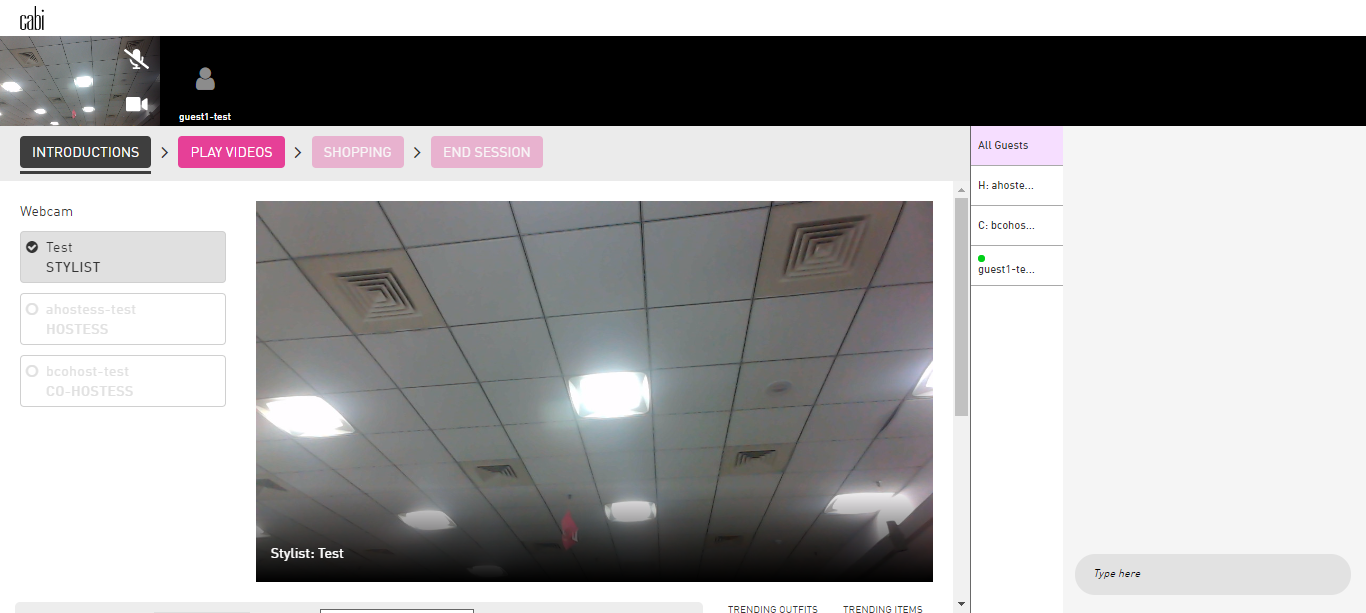 cabi
guest1-test
INTRODUCTIONS
PLAY VIDEOS
SHOPPING
END SESSION
Webcam
Test
STYLIST
ahostess-test
HOSTESS
bcohost-test
CO-HOSTESS
Stylist: Test
TRENDING OUTFITS
TRENDING ITEMS
All Guests
H: ahoste...
C: bcohos...
guest1-te...
Type here